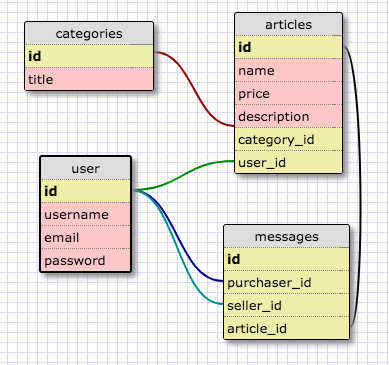 categories
id
title
articles
id
name
price
description
category_id
user_id
user
id
username
email
password
messages
id
purchaser_id
seller_id
article_id